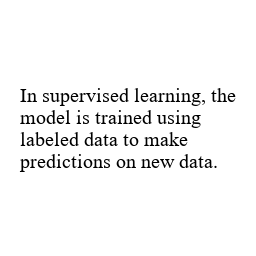 In supervised learning, the
model is trained using
labeled data to make
predictions on new data.